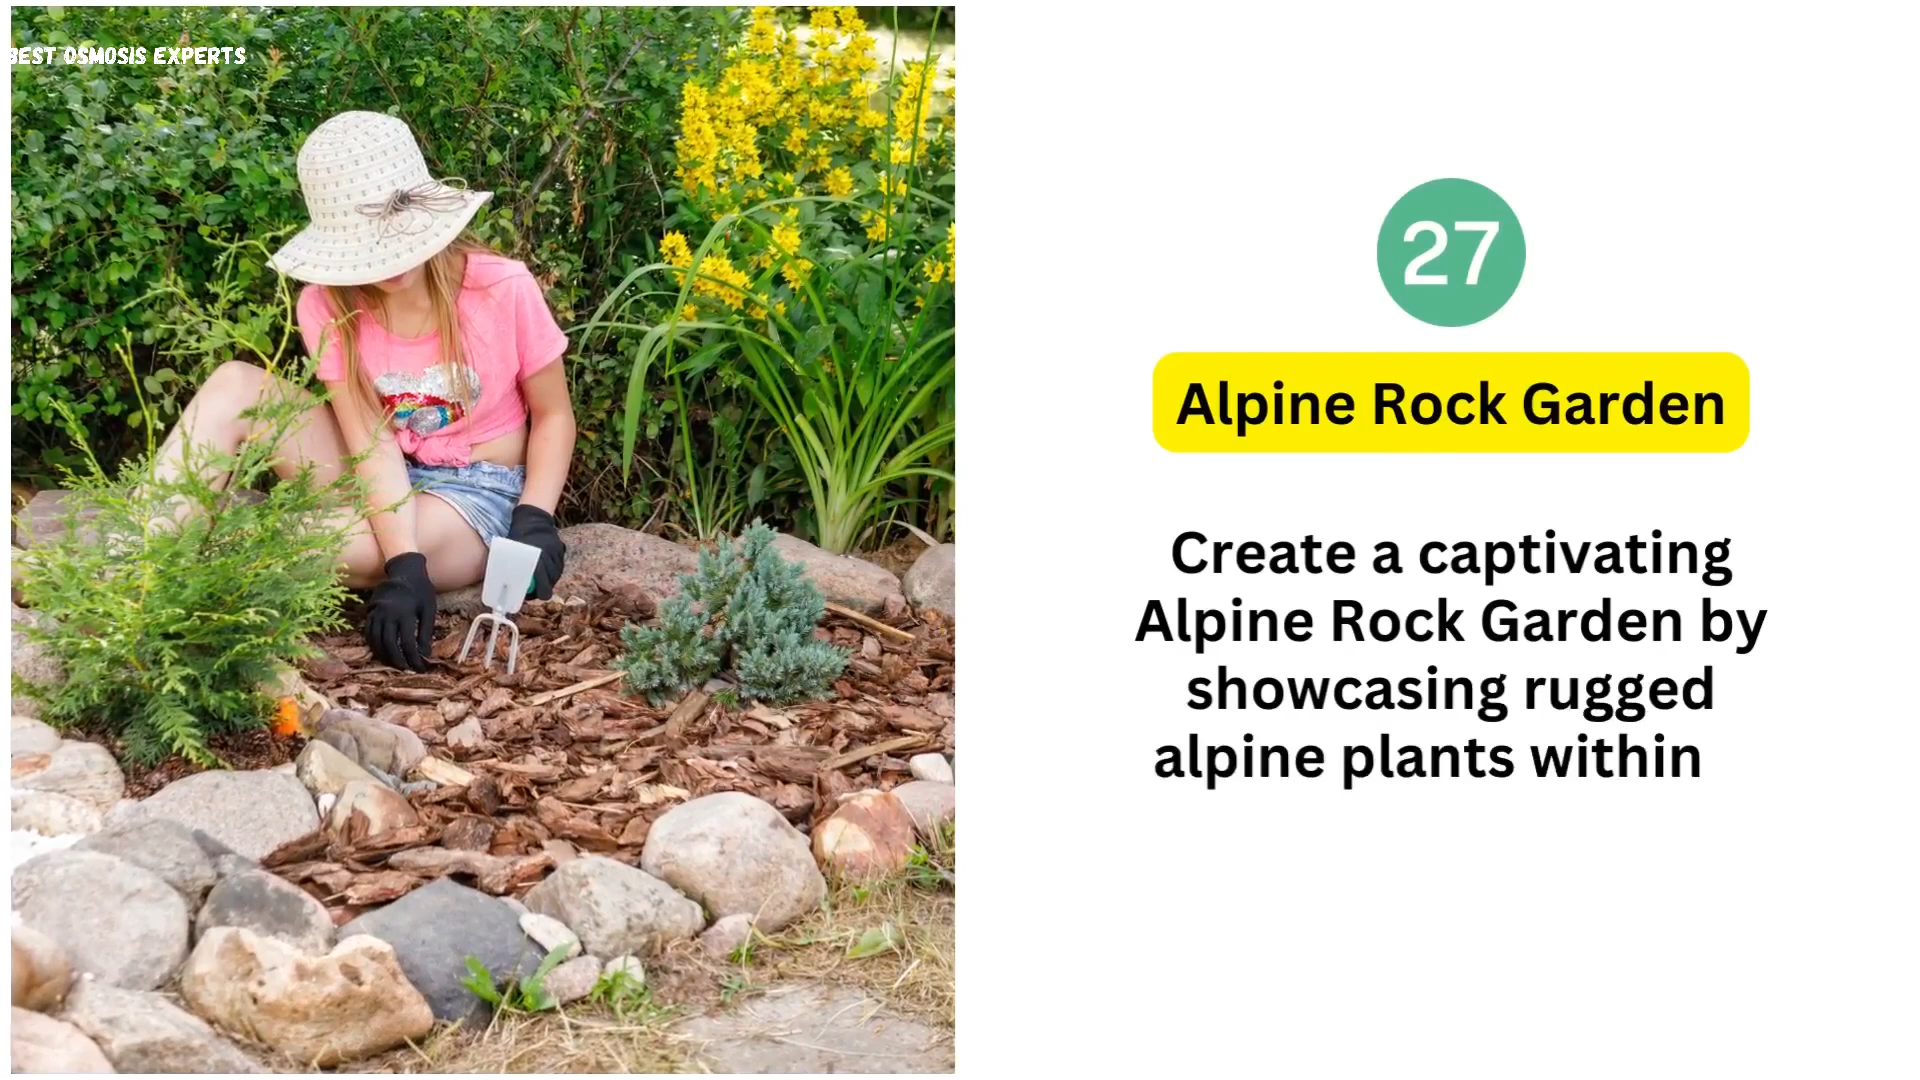 BEST OSMOSIS EXPERTS
27
Alpine Rock Garden
Create a captivating
Alpine Rock Garden by
showcasing rugged
alpine plants within